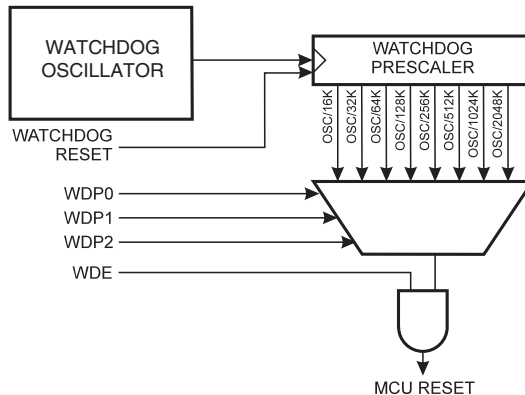 WATCHDOG
OSCILLATOR
WATCHDOG
PRESCALER
WATCHDOG
RESET
OSC/16K
OSC/32K
OSC/64K
OSC/128K
OSC/256K
OSC/512K
OSC/1024K
OSC/2048K
WDP0
WDP1
WDP2
WDE
MCU RESET